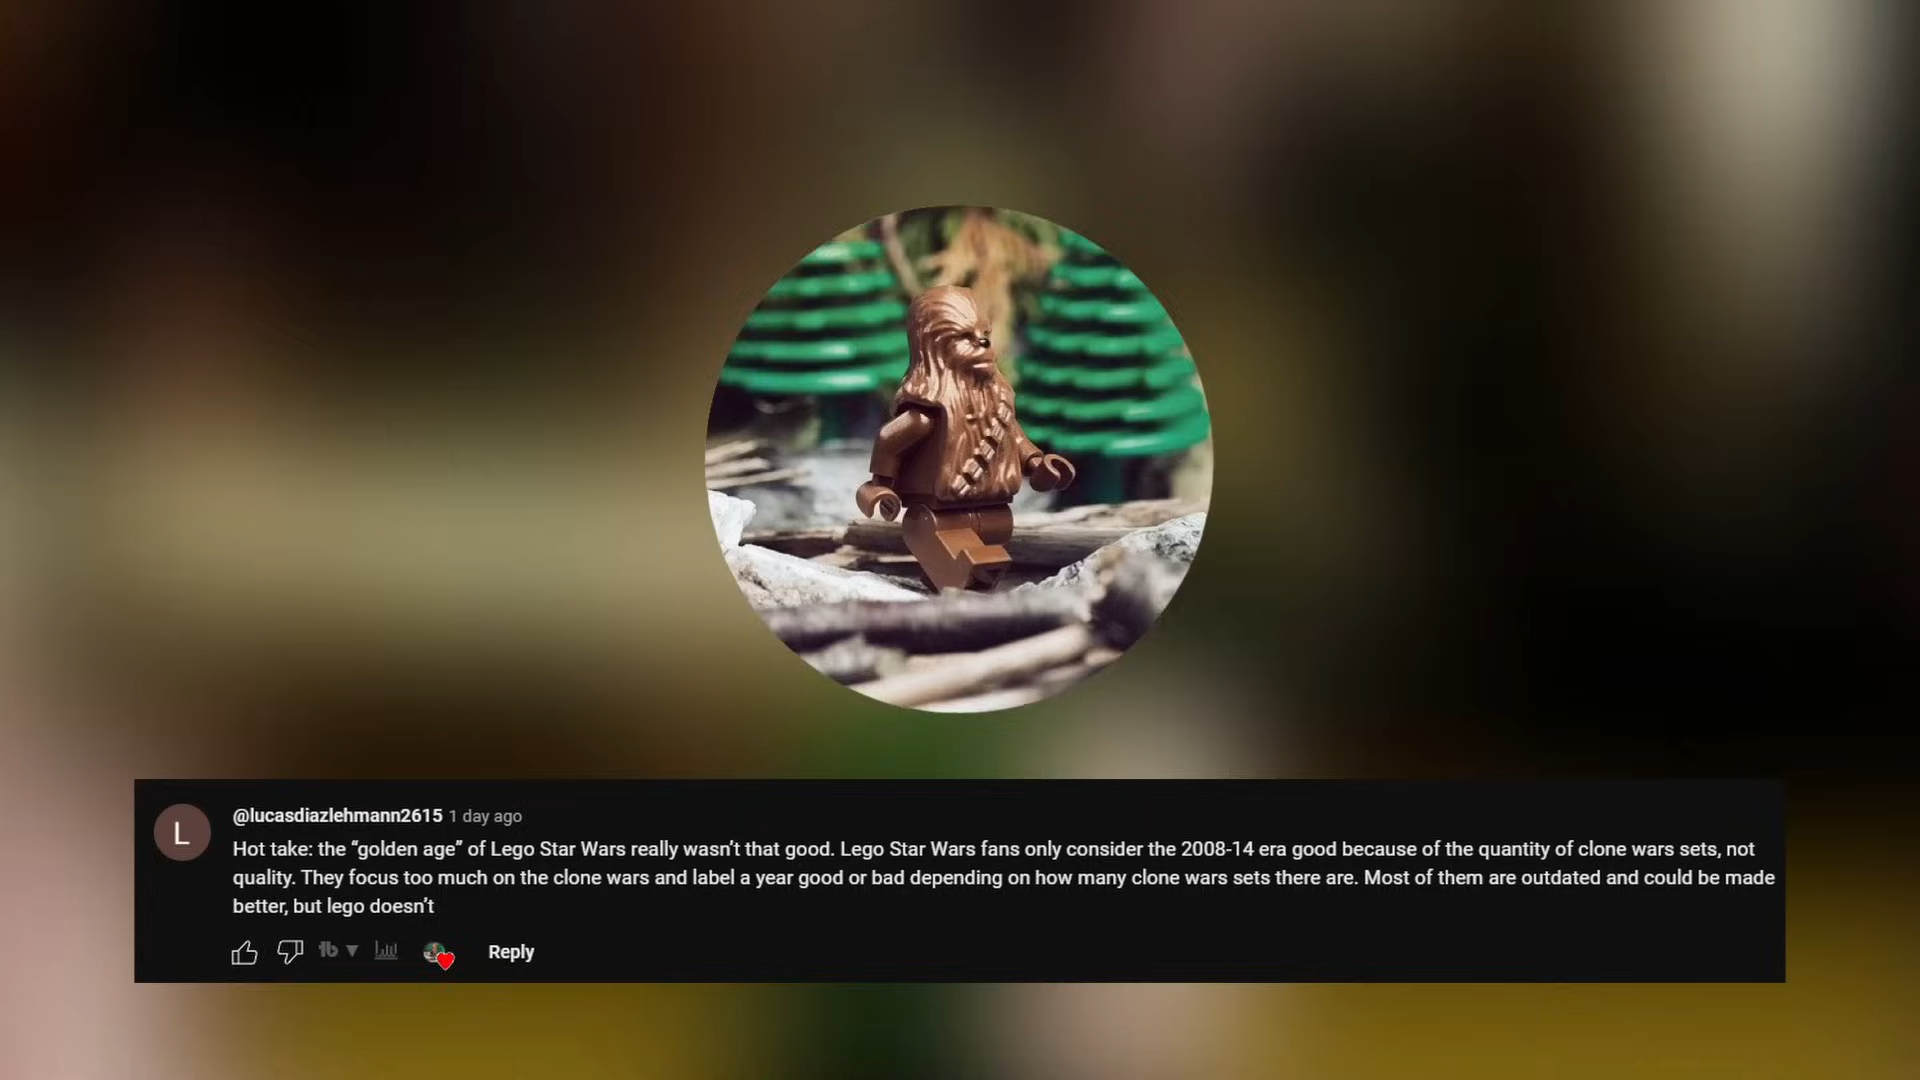 L
@lucasdiazlehmann2615 1 day ago
Hot take: the “golden age” of Lego Star Wars really wasn’t that good. Lego Star Wars fans only consider the 2008-14 era good because of the quantity of clone wars sets, not
quality. They focus too much on the clone wars and label a year good or bad depending on how many clone wars sets there are. Most of them are outdated and could be made
better, but lego doesn’t
tb
Reply